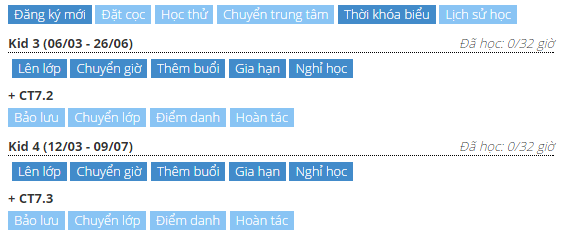 Đăng ký mới Đặt cọc Học thử Chuyển trung tâm Thời khóa biểu Lịch sử học
Kid 3 (06/03 - 26/06) Đã học: 0/32 giờ
Lên lớp Chuyển giờ Thêm buổi Gia hạn Nghỉ học
+ CT7.2
Bảo lưu Chuyển lớp Điểm danh Hoàn tác
Kid 4 (12/03 - 09/07) Đã học: 0/32 giờ
Lên lớp Chuyển giờ Thêm buổi Gia hạn Nghỉ học
+ CT7.3
Bảo lưu Chuyển lớp Điểm danh Hoàn tác